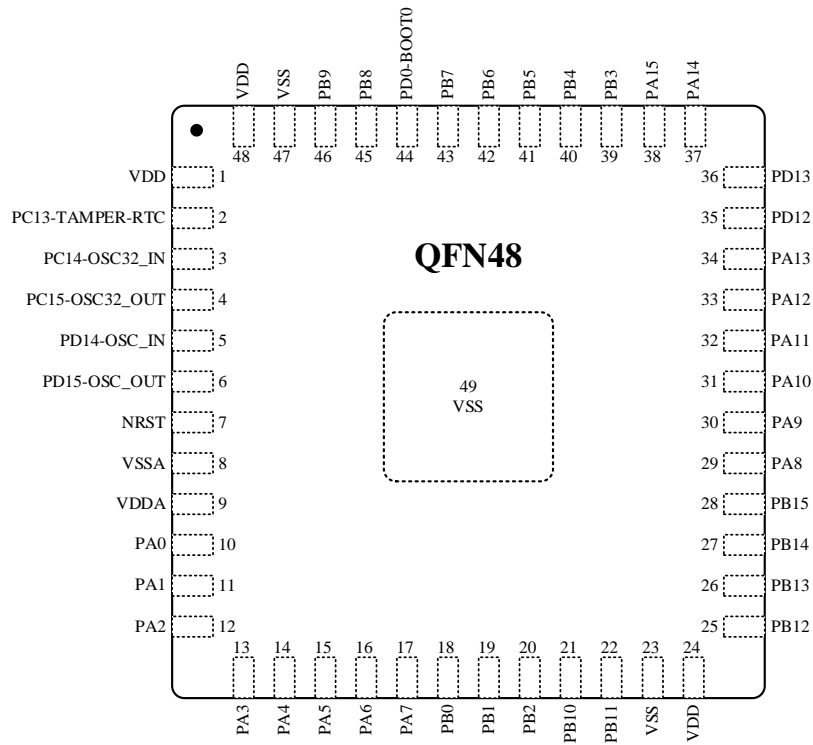 VDD
VSS
PB9
PB8
PD0-BOOT0
PB7
PB6
PB5
PB4
PB3
PA15
PA14
48
47
46
45
44
43
42
41
40
39
38
37
VDD 1
PC13-TAMPER-RTC 2
PC14-OSC32_IN 3
PC15-OSC32_OUT 4
PD14-OSC_IN 5
PD15-OSC_OUT 6
NRST 7
VSSA 8
VDDA 9
PA0 10
PA1 11
PA2 12
QFN48
49
VSS
36 PD13
35 PD12
34 PA13
33 PA12
32 PA11
31 PA10
30 PA9
29 PA8
28 PB15
27 PB14
26 PB13
25 PB12
13
14
15
16
17
18
19
20
21
22
23
24
PA3
PA4
PA5
PA6
PA7
PB0
PB1
PB2
PB10
PB11
VSS
VDD